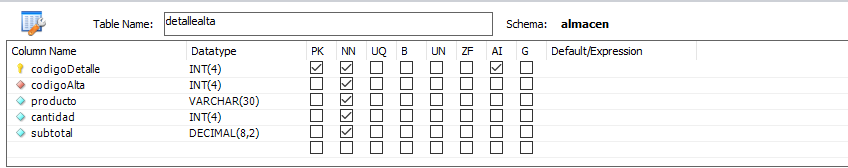 Table Name: detallealta Schema: almacen
Column Name Datatype PK NN UQ B UN ZF AI G Default/Expression
codigoDetalle INT(4)
codigoAlta INT(4)
producto VARCHAR(30)
cantidad INT(4)
subtotal DECIMAL(8,2)